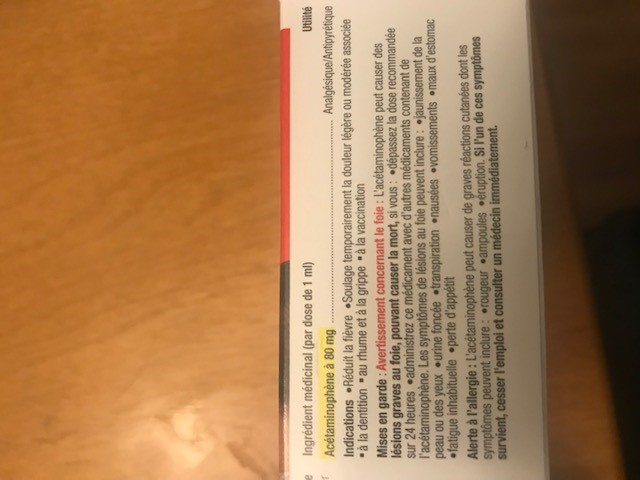 e
r
Ingrédient médicinal (par dose de 1 ml) Utilité
Acétaminophène à 80 mg ........ Analgésique/Antipyrétique
Indications •Réduit la fièvre •Soulage temporairement la douleur légère ou modérée associée
•à la dentition •au rhume et à la grippe •à la vaccination
Mises en garde : Avertissement concernant le foie : L'acétaminophène peut causer des
lésions graves au foie, pouvant causer la mort, si vous : •dépassez la dose recommandée
sur 24 heures •administrez ce médicament avec d'autres médicaments contenant de
l'acétaminophène. Les symptômes de lésions au foie peuvent inclure : •jaunissement de la
peau ou des yeux •urine foncée •transpiration •nausées •vomissements •maux d'estomac
•fatigue inhabituelle •perte d'appétit
Alerte à l'allergie : L'acétaminophène peut causer de graves réactions cutanées dont les
symptômes peuvent inclure : •rougeur •ampoules •éruption. Si l'un de ces symptômes
survient, cesser l'emploi et consulter un médecin immédiatement.